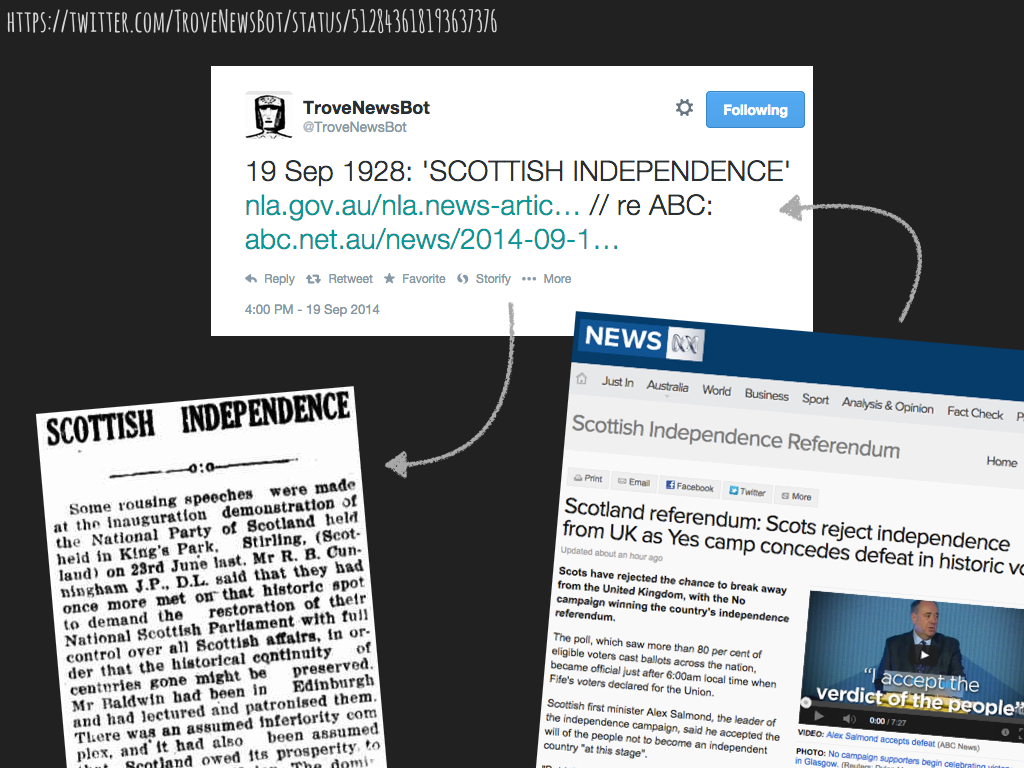 https://twitter.com/TroveNewsBot/status/512843618193637376
TroveNewsBot
@TroveNewsBot
Following
19 Sep 1928: 'SCOTTISH INDEPENDENCE'
nla.gov.au/nla.news-artic… // re ABC:
abc.net.au/news/2014-09-1…
Reply Retweet Favorite Storify More
4:00 PM - 19 Sep 2014
SCOTTISH INDEPENDENCE
——:o:——
Some rousing speeches were made
at the inauguration demonstration of
the National Party of Scotland held
held in King's Park, Stirling, (Scot-
land) on 23rd June last. Mr R. B. Cun-
ningham J.P., D.L. said that they had
once more met on that historic spot
to demand the restoration of their
National Scottish Parliament with full
control over all Scottish affairs, in or-
der that the historical continuity of
centuries gone might be preserved.
Mr Baldwin had been in Edinburgh
and had lectured and patronised them.
There was an assumed inferiority com
plex, and it had also been assumed
that Scotland owed its prosperity to
The domi-
NEWS
Just In Australia World Business Sport Analysis & Opinion Fact Check P
Scottish Independence Referendum
Home
Print Email Facebook Twitter More
Scotland referendum: Scots reject independence
from UK as Yes camp concedes defeat in historic vo
Updated about an hour ago
Scots have rejected the chance to break away
from the United Kingdom, with the No
campaign winning the country's independence
referendum.
The poll, which saw more than 80 per cent of
eligible voters cast ballots across the nation,
became official just after 6:00am local time when
Fife's voters declared for the Union.
Scottish first minister Alex Salmond, the leader of
the independence campaign, said he accepted the
will of the people not to become an independent
country "at this stage".
"I accept the
verdict of the people"
0:00 / 7:27
VIDEO: Alex Salmond accepts defeat (ABC News)
PHOTO: No campaign supporters begin celebrating
in Glasgow. (Reuters: